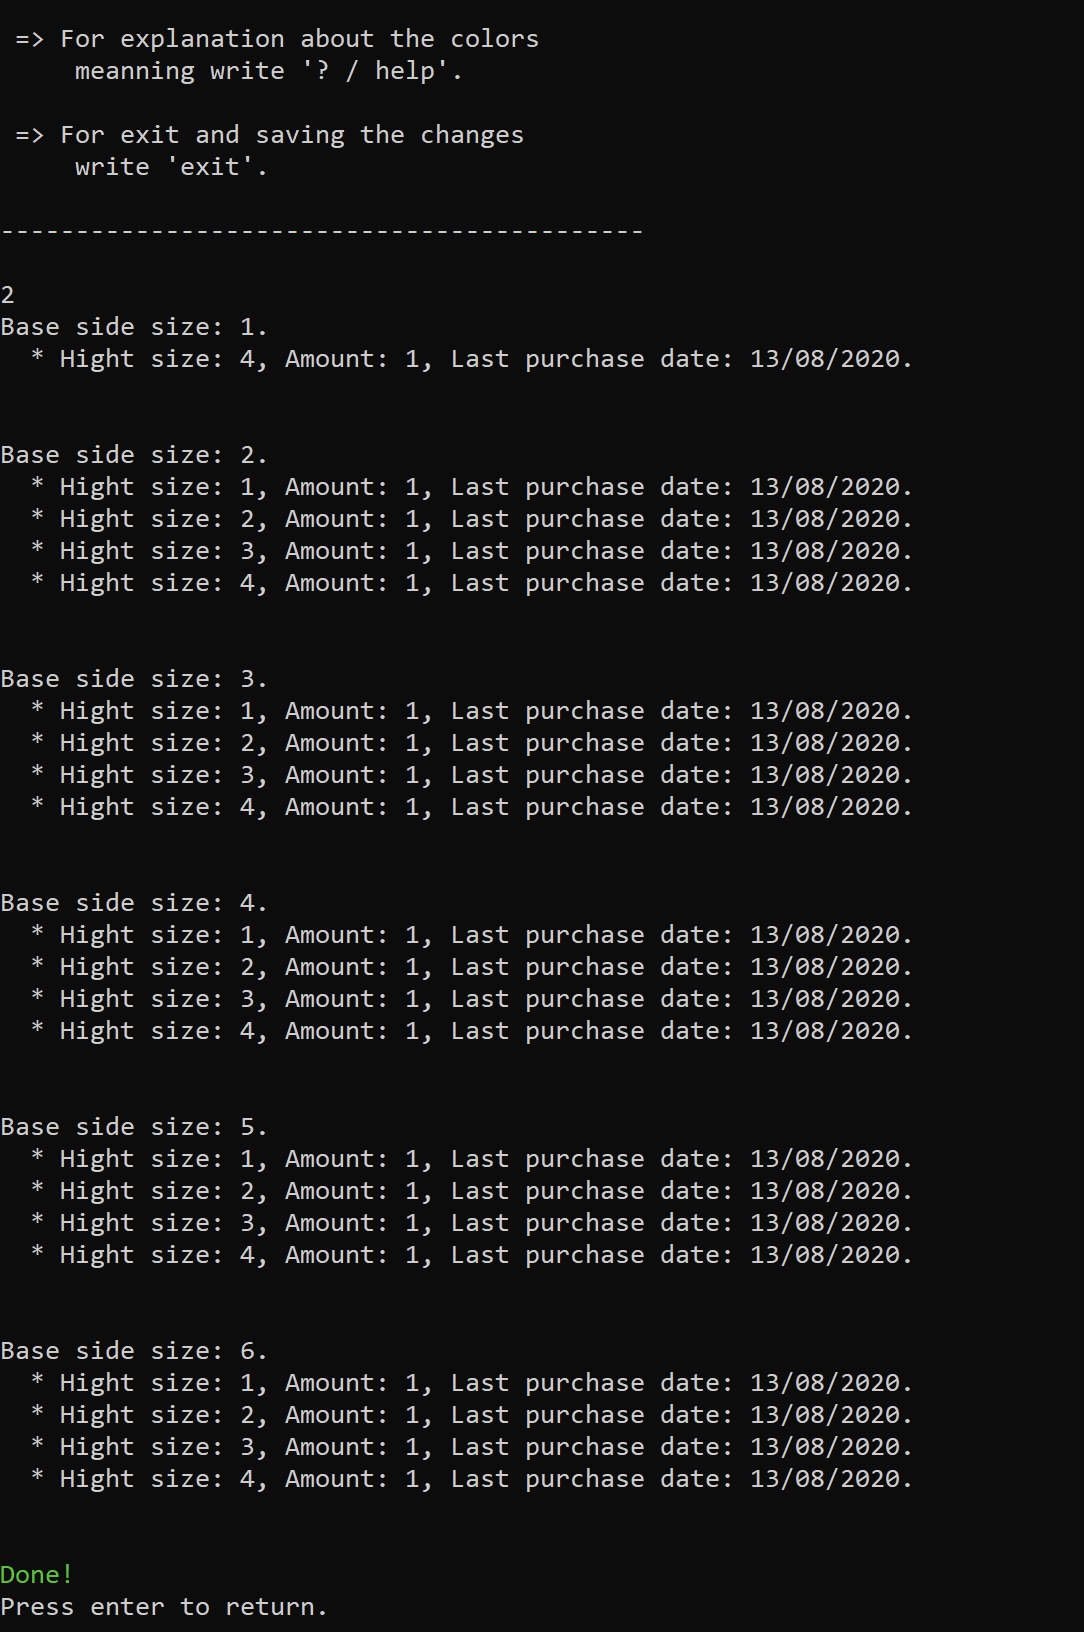 => For explanation about the colors
meanning write '? / help'.
=> For exit and saving the changes
write 'exit'.
-------------------------------------------
2
Base side size: 1.
* Hight size: 4, Amount: 1, Last purchase date: 13/08/2020.
Base side size: 2.
* Hight size: 1, Amount: 1, Last purchase date: 13/08/2020.
* Hight size: 2, Amount: 1, Last purchase date: 13/08/2020.
* Hight size: 3, Amount: 1, Last purchase date: 13/08/2020.
* Hight size: 4, Amount: 1, Last purchase date: 13/08/2020.
Base side size: 3.
* Hight size: 1, Amount: 1, Last purchase date: 13/08/2020.
* Hight size: 2, Amount: 1, Last purchase date: 13/08/2020.
* Hight size: 3, Amount: 1, Last purchase date: 13/08/2020.
* Hight size: 4, Amount: 1, Last purchase date: 13/08/2020.
Base side size: 4.
* Hight size: 1, Amount: 1, Last purchase date: 13/08/2020.
* Hight size: 2, Amount: 1, Last purchase date: 13/08/2020.
* Hight size: 3, Amount: 1, Last purchase date: 13/08/2020.
* Hight size: 4, Amount: 1, Last purchase date: 13/08/2020.
Base side size: 5.
* Hight size: 1, Amount: 1, Last purchase date: 13/08/2020.
* Hight size: 2, Amount: 1, Last purchase date: 13/08/2020.
* Hight size: 3, Amount: 1, Last purchase date: 13/08/2020.
* Hight size: 4, Amount: 1, Last purchase date: 13/08/2020.
Base side size: 6.
* Hight size: 1, Amount: 1, Last purchase date: 13/08/2020.
* Hight size: 2, Amount: 1, Last purchase date: 13/08/2020.
* Hight size: 3, Amount: 1, Last purchase date: 13/08/2020.
* Hight size: 4, Amount: 1, Last purchase date: 13/08/2020.
Done!
Press enter to return.